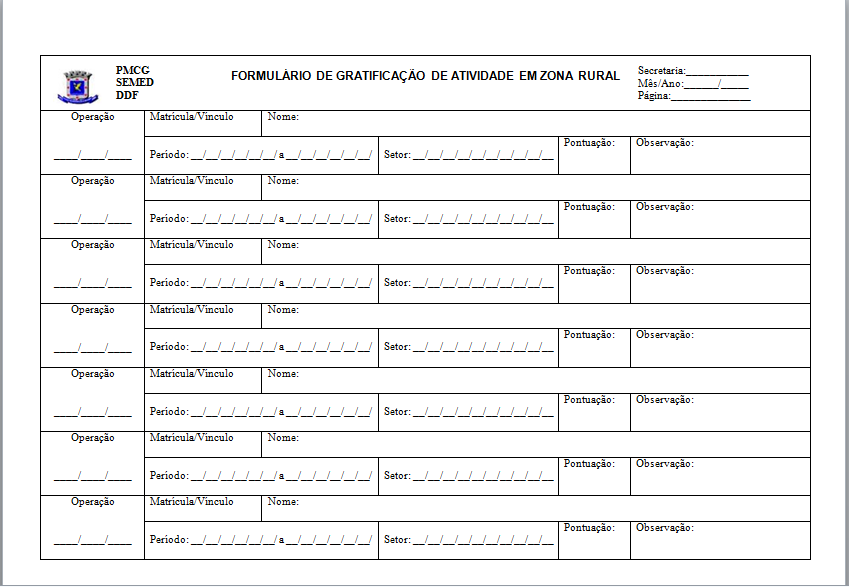 PMCG
SEMED
DDF
FORMULÁRIO DE GRATIFICAÇÃO DE ATIVIDADE EM ZONA RURAL
Secretaria:___________
Mês/Ano:______/_____
Página:______________
Operação Matrícula/Vínculo Nome:
____/____/____ Período: __/__/__/__/__/__/ a __/__/__/__/__/__/ Setor: __/__/__/__/__/__/__/__/__/__ Pontuação: Observação:
Operação Matrícula/Vínculo Nome:
____/____/____ Período: __/__/__/__/__/__/ a __/__/__/__/__/__/ Setor: __/__/__/__/__/__/__/__/__/__ Pontuação: Observação:
Operação Matrícula/Vínculo Nome:
____/____/____ Período: __/__/__/__/__/__/ a __/__/__/__/__/__/ Setor: __/__/__/__/__/__/__/__/__/__ Pontuação: Observação:
Operação Matrícula/Vínculo Nome:
____/____/____ Período: __/__/__/__/__/__/ a __/__/__/__/__/__/ Setor: __/__/__/__/__/__/__/__/__/__ Pontuação: Observação:
Operação Matrícula/Vínculo Nome:
____/____/____ Período: __/__/__/__/__/__/ a __/__/__/__/__/__/ Setor: __/__/__/__/__/__/__/__/__/__ Pontuação: Observação:
Operação Matrícula/Vínculo Nome:
____/____/____ Período: __/__/__/__/__/__/ a __/__/__/__/__/__/ Setor: __/__/__/__/__/__/__/__/__/__ Pontuação: Observação:
Operação Matrícula/Vínculo Nome:
____/____/____ Período: __/__/__/__/__/__/ a __/__/__/__/__/__/ Setor: __/__/__/__/__/__/__/__/__/__ Pontuação: Observação: